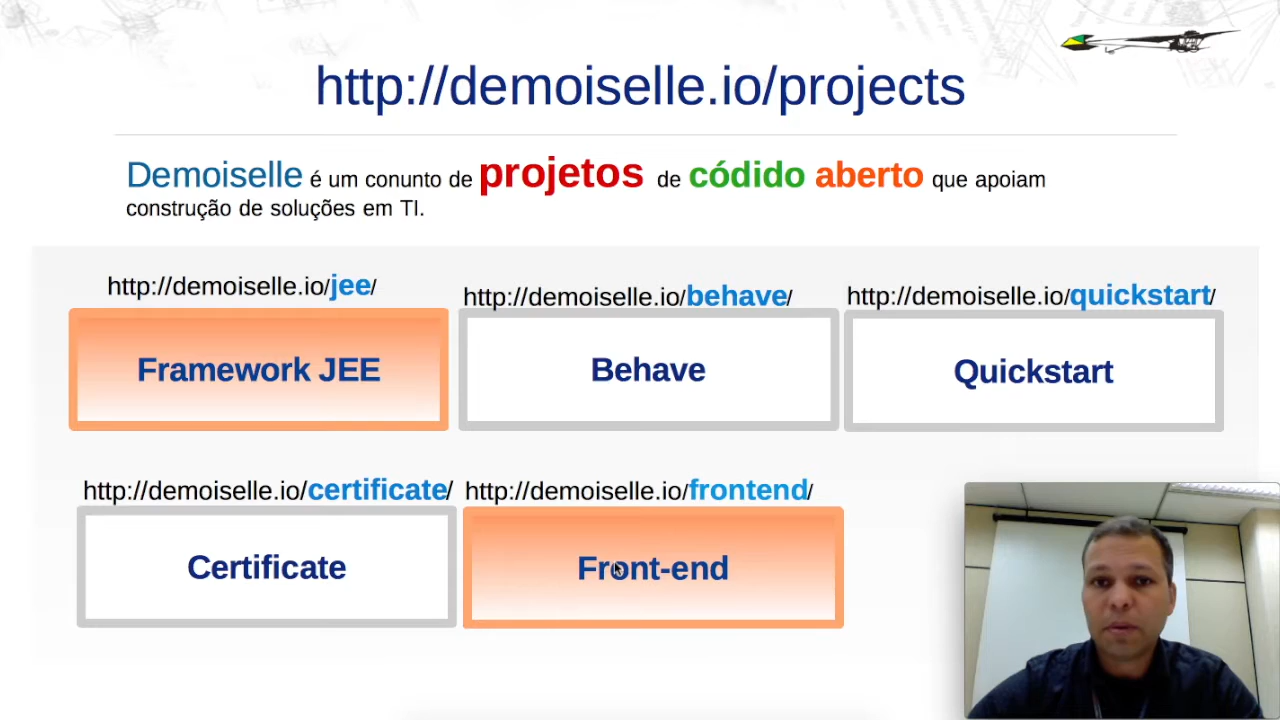 http://demoiselle.io/projects
Demoiselle é um conunto de projetos de códido aberto que apoiam
construção de soluções em TI.
http://demoiselle.io/jee/
http://demoiselle.io/behave/
http://demoiselle.io/quickstart/
Framework JEE
Behave
Quickstart
http://demoiselle.io/certificate/
http://demoiselle.io/frontend/
Certificate
Front-end